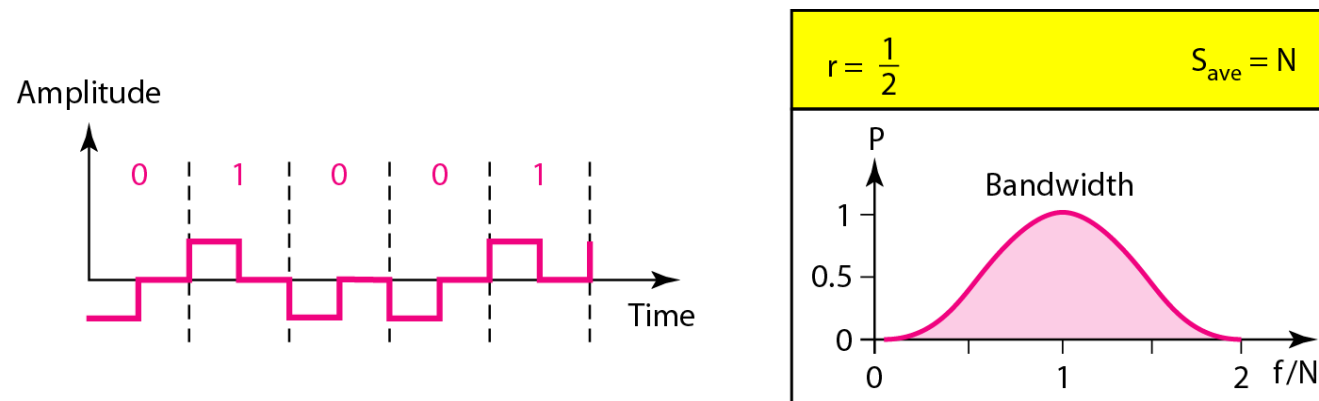 Amplitude
0 1 0 0 1
Time
r = 1/2
S_ave = N
P
Bandwidth
1
0.5
0
0 1 2 f/N